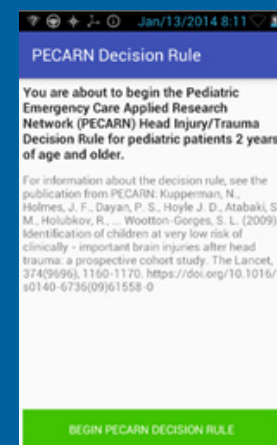 Jan/13/2014 8:11
PECARN Decision Rule
You are about to begin the Pediatric
Emergency Care Applied Research
Network (PECARN) Head Injury/Trauma
Decision Rule for pediatric patients 2 years
of age and older.
For information about the decision rule, see the
publication from PECARN: Kupperman, N.,
Holmes, J. F., Dayan, P. S., Hoyle J. D., Atabaki, S.
M., Holubkov, R., ... Wootton-Gorges, S. L. (2009)
Identification of children at very low risk of
clinically - important brain injuries after head
trauma: a prospective cohort study. The Lancet,
374(9696), 1160-1170. https://doi.org/10.1016/
s0140-6736(09)61558-0
BEGIN PECARN DECISION RULE